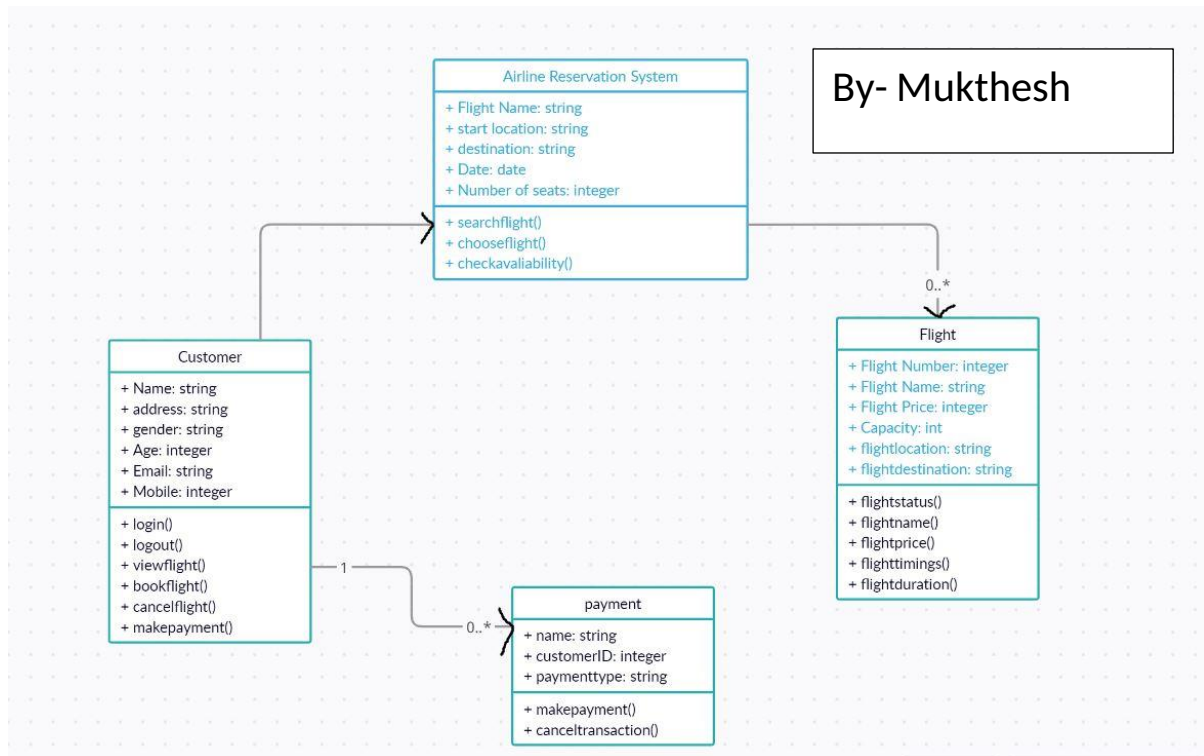 Airline Reservation System
+ Flight Name: string
+ start location: string
+ destination: string
+ Date: date
+ Number of seats: integer
+ searchflight()
+ chooseflight()
+ checkavaliability()
By- Mukthesh
0..*
Flight
+ Flight Number: integer
+ Flight Name: string
+ Flight Price: integer
+ Capacity: int
+ flightlocation: string
+ flightdestination: string
+ flightstatus()
+ flightname()
+ flightprice()
+ flighttimings()
+ flightduration()
Customer
+ Name: string
+ address: string
+ gender: string
+ Age: integer
+ Email: string
+ Mobile: integer
+ login()
+ logout()
+ viewflight()
+ bookflight()
+ cancelflight()
+ makepayment()
1
0..*
payment
+ name: string
+ customerID: integer
+ paymenttype: string
+ makepayment()
+ canceltransaction()